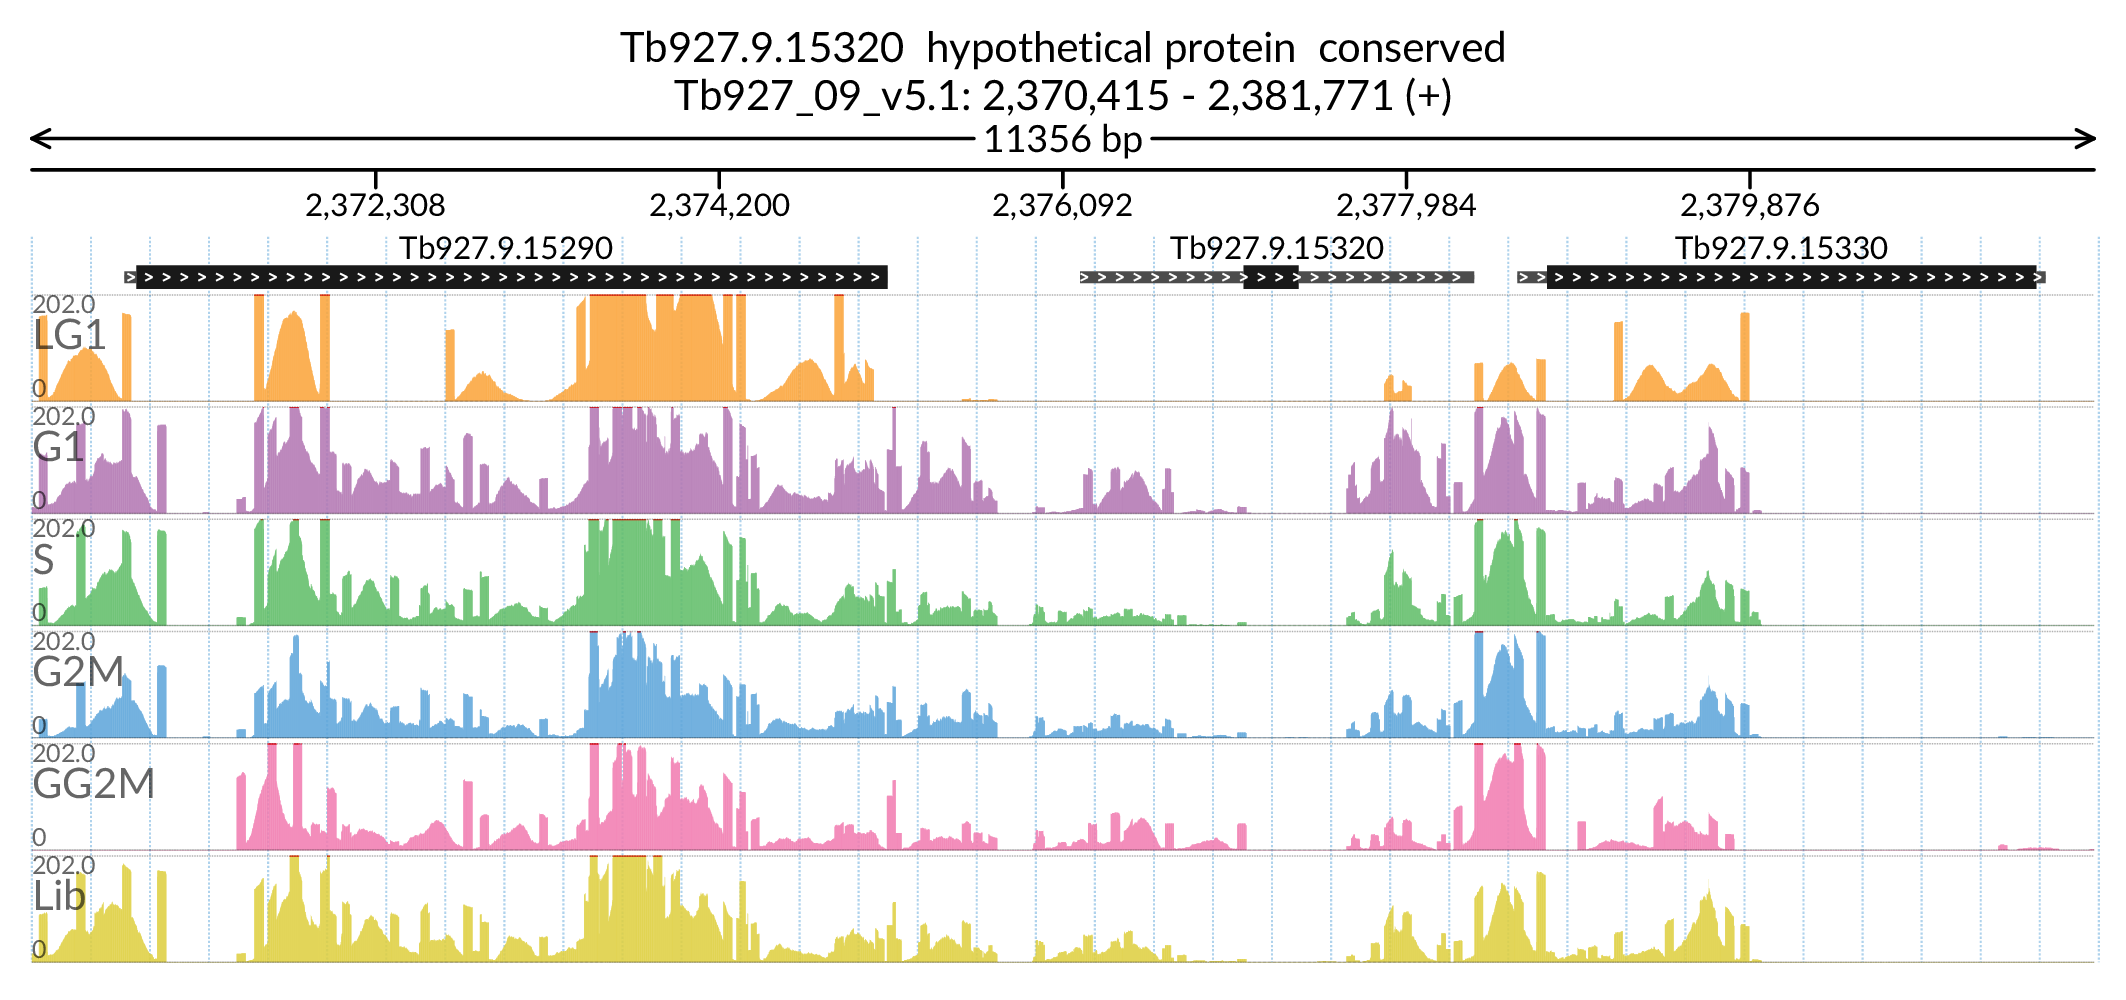 Tb927.9.15320 hypothetical protein conserved
Tb927_09_v5.1: 2,370,415 - 2,381,771 (+)
11356 bp
2,372,308 2,374,200 2,376,092 2,377,984 2,379,876
Tb927.9.15290 Tb927.9.15320 Tb927.9.15330
202.0
LG1
0
202.0
G1
0
202.0
S
0
202.0
G2M
0
202.0
GG2M
0
202.0
Lib
0